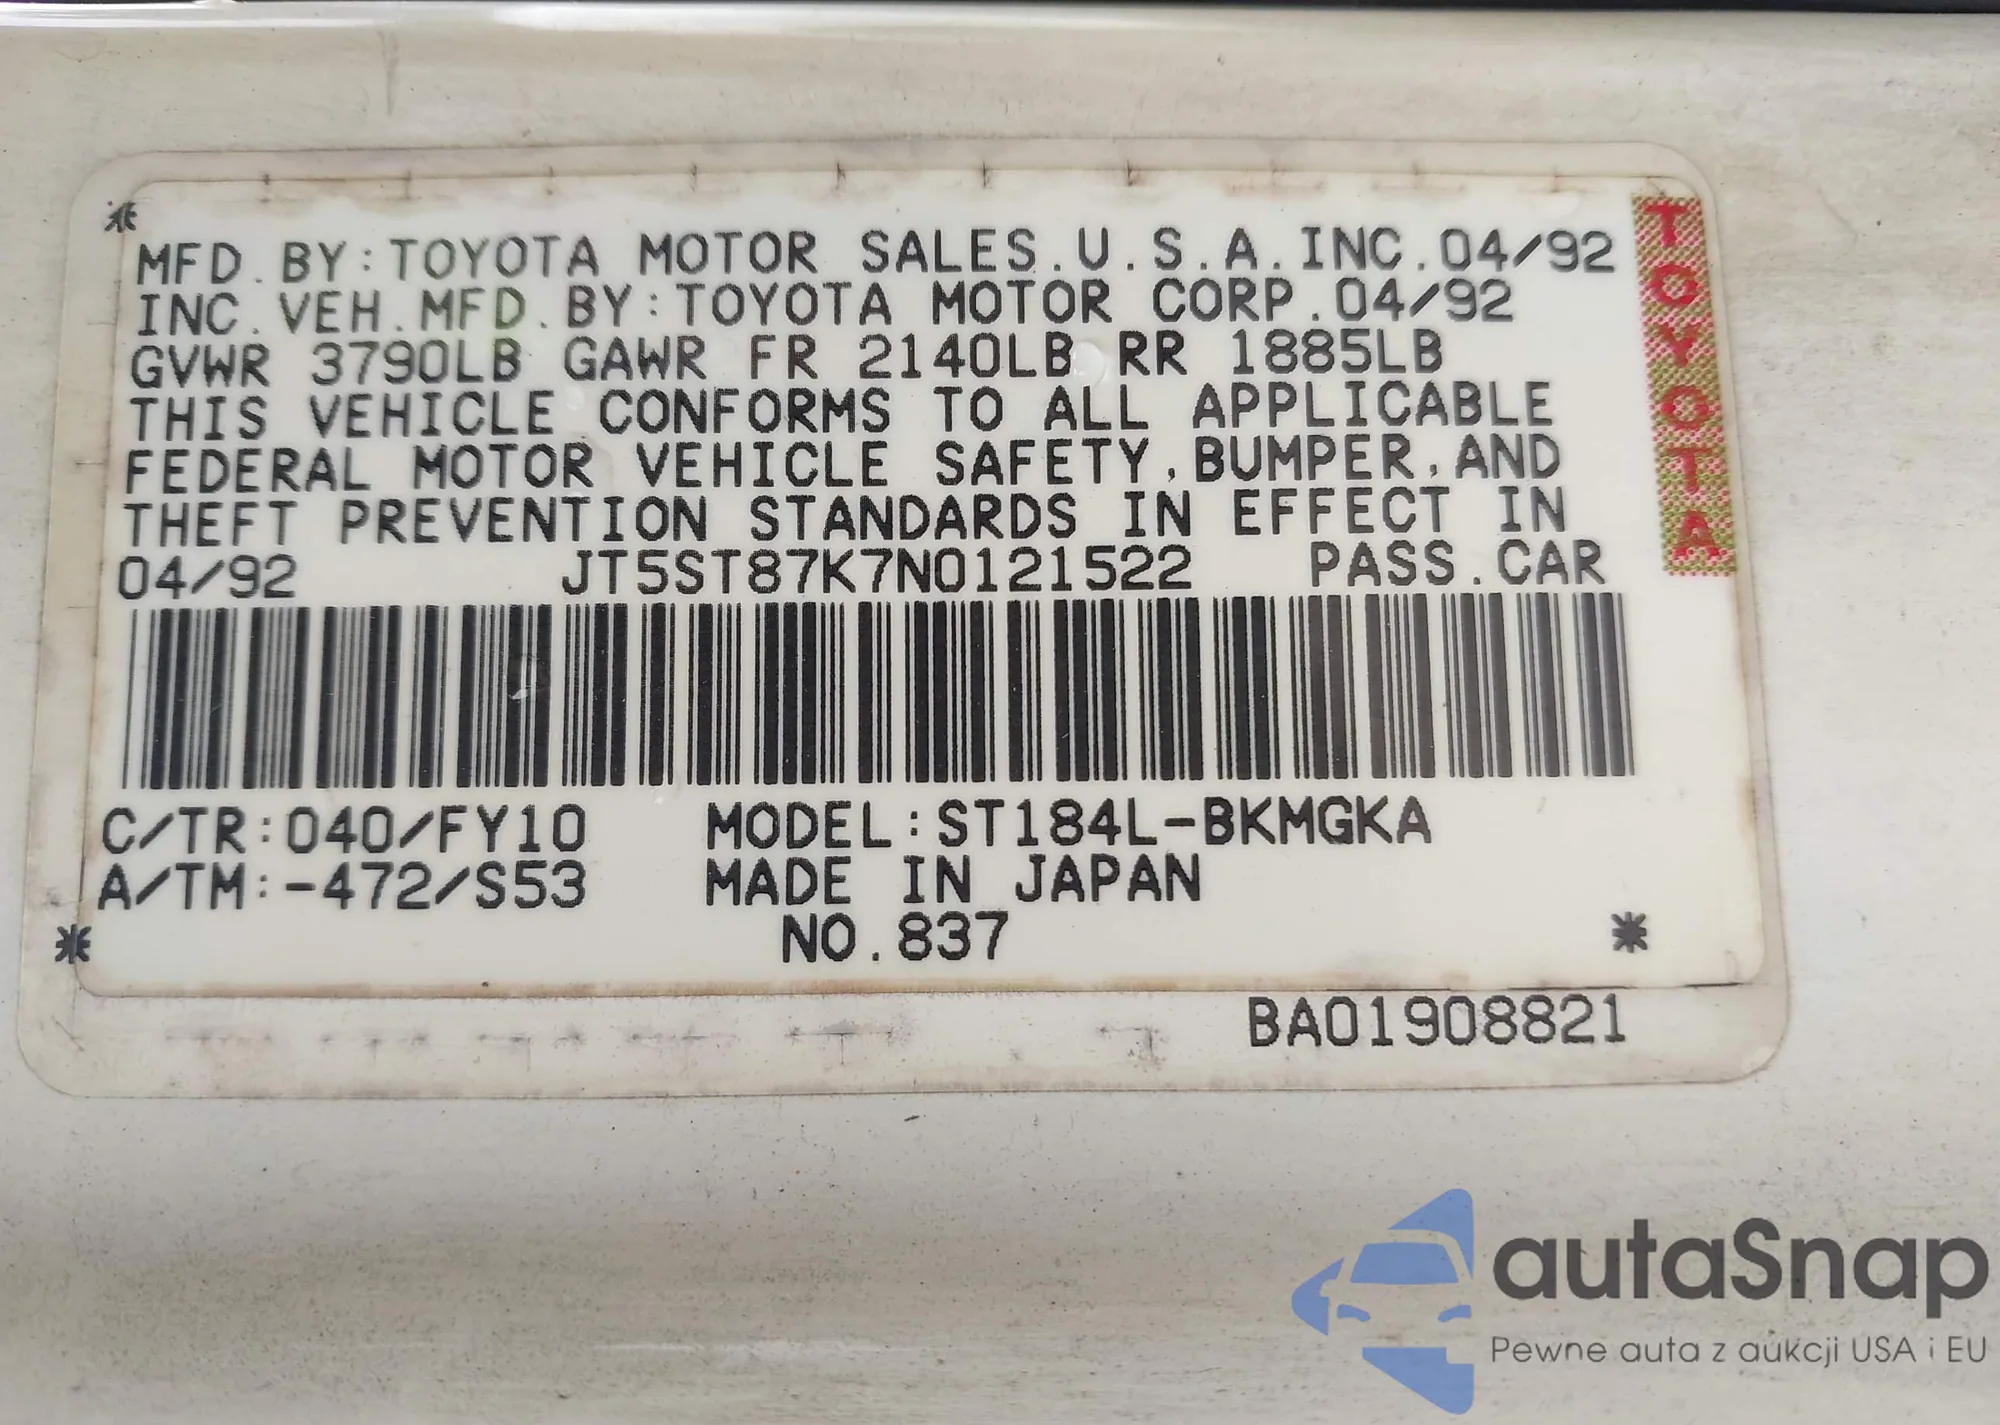 MFD. BY:TOYOTA MOTOR SALES.U.S.A.INC.04/92
INC.VEH.MFD.BY:TOYOTA MOTOR CORP.04/92
GVWR 3790LB GAWR FR 2140LB RR 1885LB
THIS VEHICLE CONFORMS TO ALL APPLICABLE
FEDERAL MOTOR VEHICLE SAFETY,BUMPER,AND
THEFT PREVENTION STANDARDS IN EFFECT IN
04/92 JT5ST87K7N0121522 PASS.CAR
TOYOTA
C/TR:040/FY10 MODEL:ST184L-BKMGKA
A/TM:-472/S53 MADE IN JAPAN
NO.837
BA01908821
autaSnap
Pewne auta z aukcji USA i EU